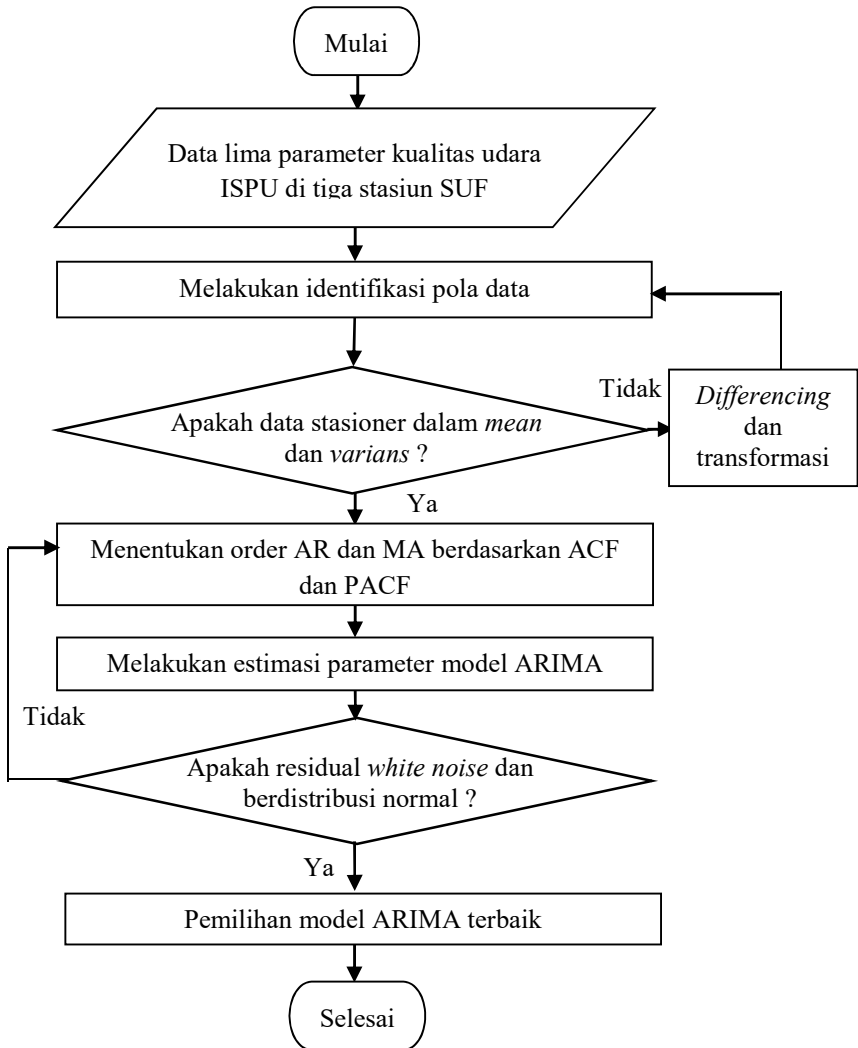 Mulai
Data lima parameter kualitas udara
ISPU di tiga stasiun SUF
Melakukan identifikasi pola data
Tidak
Differencing
dan
transformasi
Apakah data stasioner dalam mean
dan varians ?
Ya
Menentukan order AR dan MA berdasarkan ACF
dan PACF
Melakukan estimasi parameter model ARIMA
Tidak
Apakah residual white noise dan
berdistribusi normal ?
Ya
Pemilihan model ARIMA terbaik
Selesai